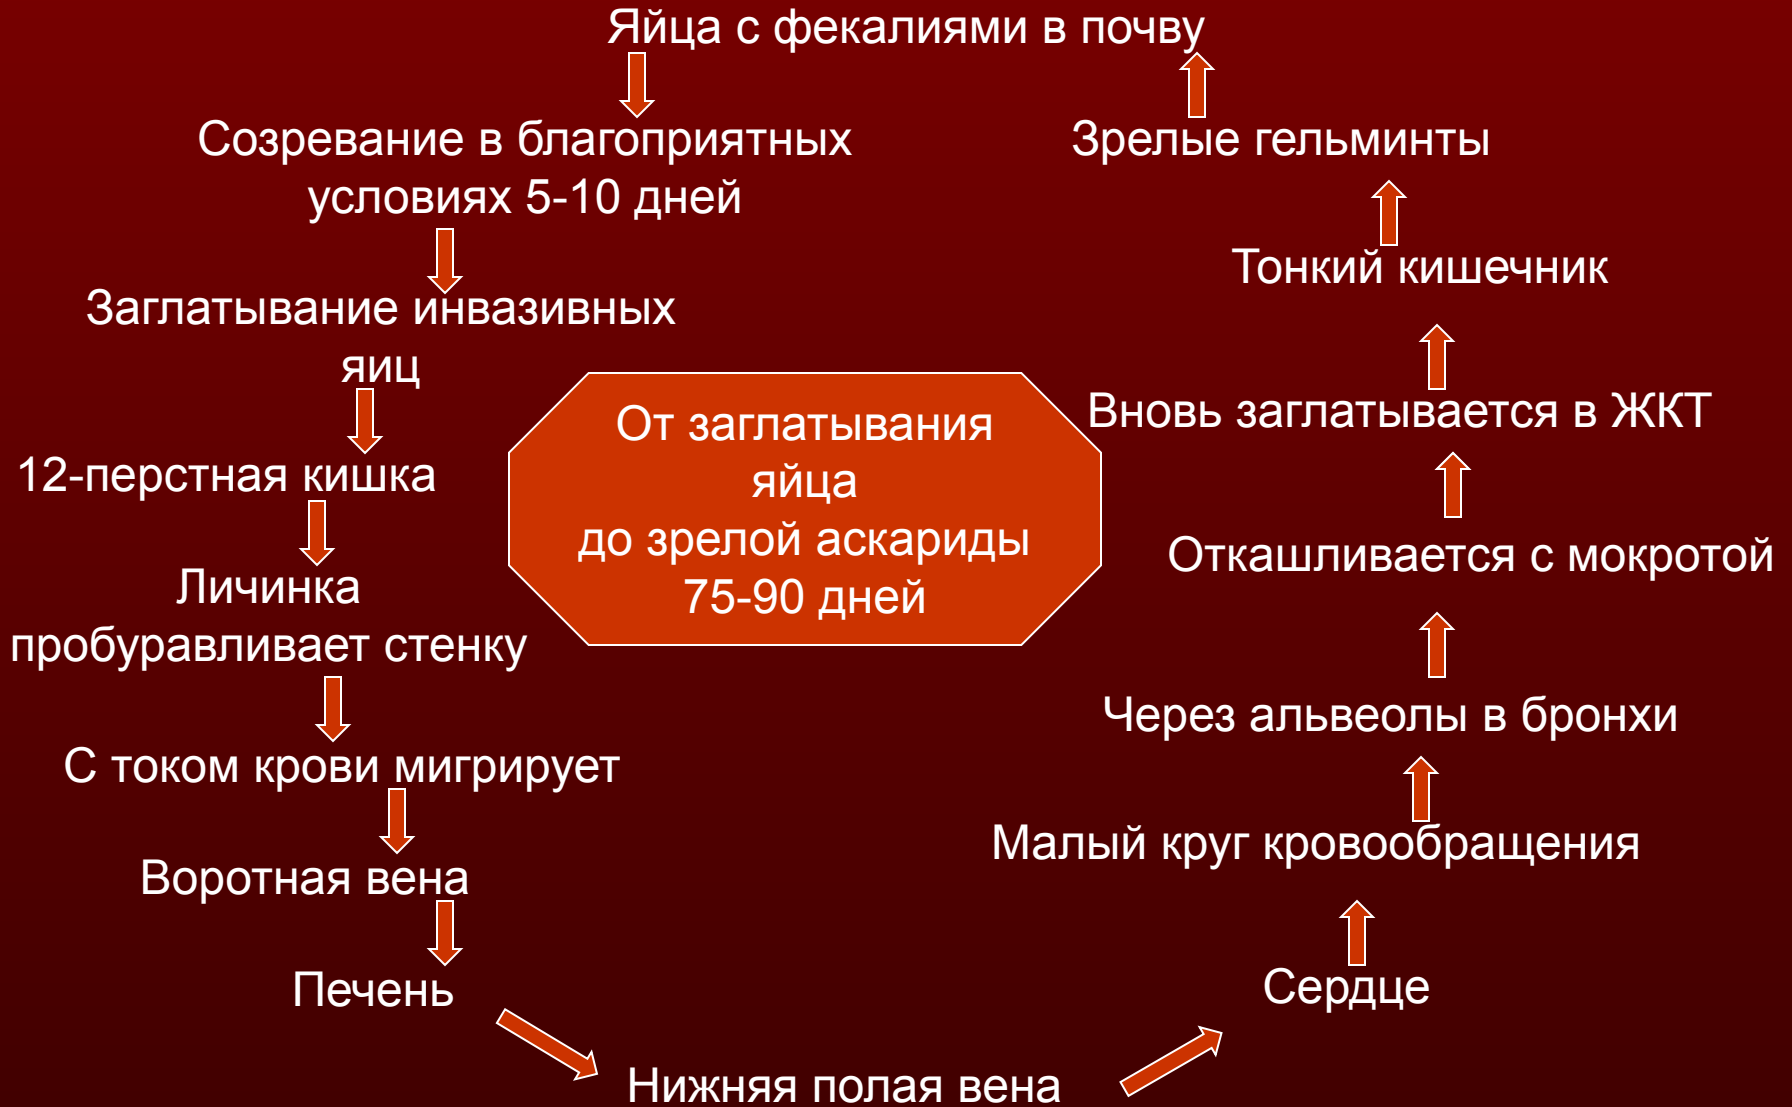 Яйца с фекалиями в почву
Созревание в благоприятных
условиях 5-10 дней
Заглатывание инвазивных
яиц
12-перстная кишка
Личинка
пробуравливает стенку
С током крови мигрирует
Воротная вена
Печень
Нижняя полая вена
Сердце
Малый круг кровообращения
Через альвеолы в бронхи
Откашливается с мокротой
Вновь заглатывается в ЖКТ
Тонкий кишечник
Зрелые гельминты
От заглатывания
яйца
до зрелой аскариды
75-90 дней